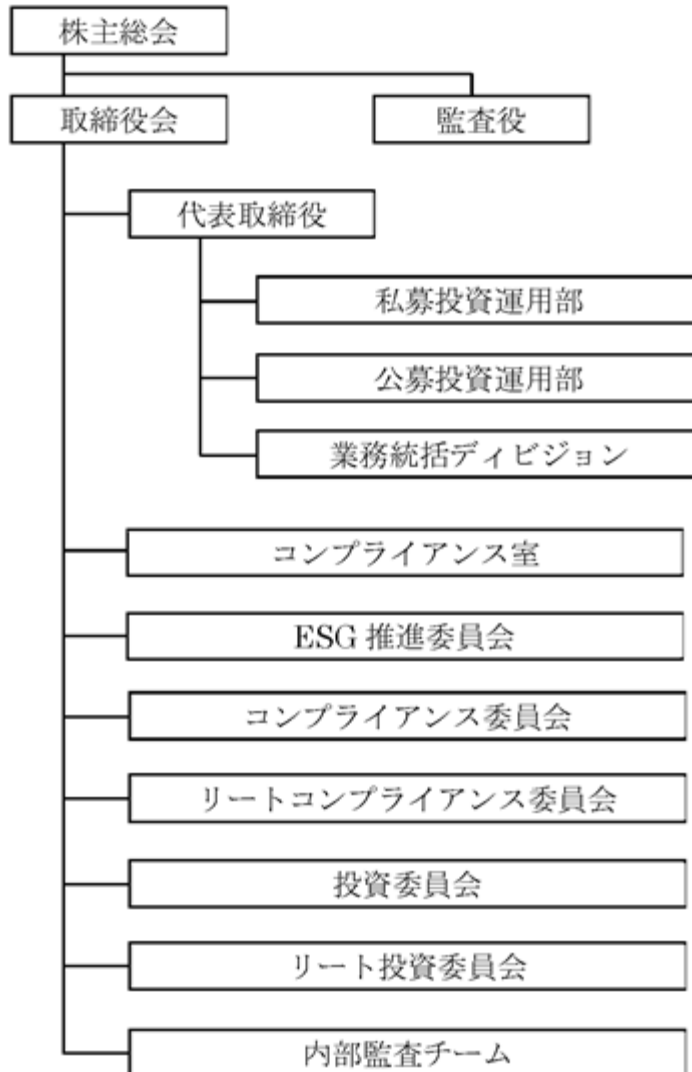 株主総会
取締役会
監査役
代表取締役
私募投資運用部
公募投資運用部
業務統括ディビジョン
コンプライアンス室
ESG 推進委員会
コンプライアンス委員会
リートコンプライアンス委員会
投資委員会
リート投資委員会
内部監査チーム